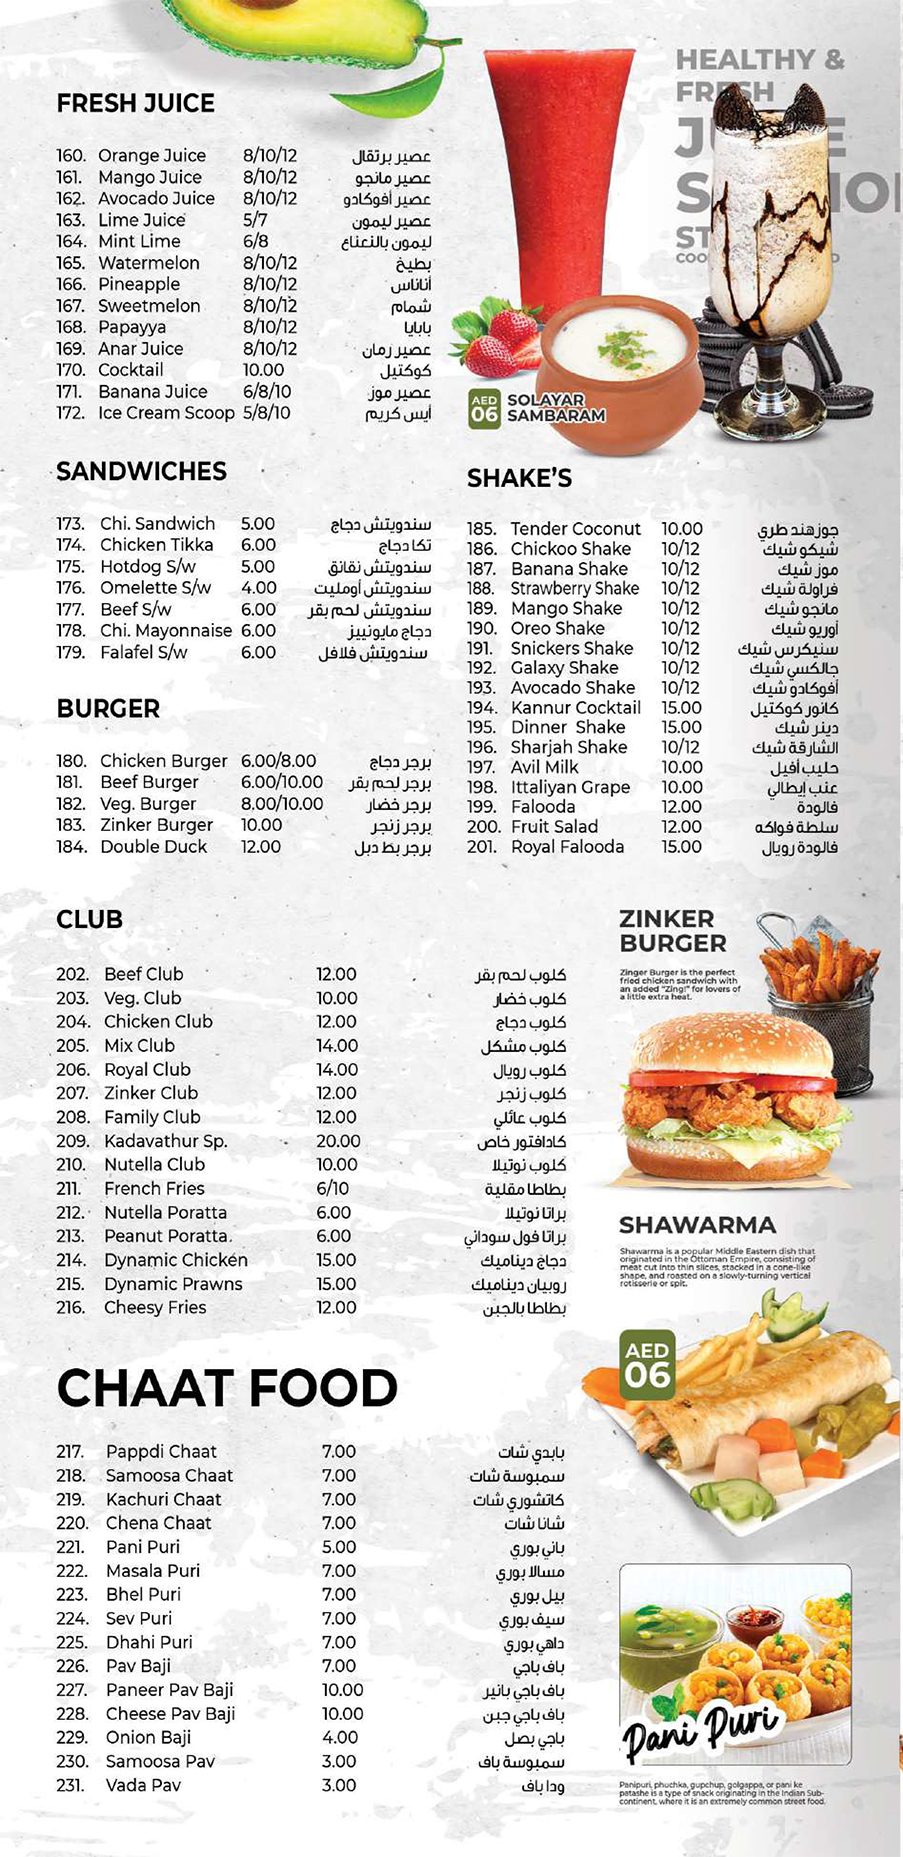 HEALTHY &
FRESH
FRESH JUICE
160. Orange Juice 8/10/12 عصير برتقال
161. Mango Juice 8/10/12 عصير مانجو
162. Avocado Juice 8/10/12 عصير أفوكادو
163. Lime Juice 5/7 عصير ليمون
164. Mint Lime 6/8 ليمون بالنعناع
165. Watermelon 8/10/12 بطيخ
166. Pineapple 8/10/12 أناناس
167. Sweetmelon 8/10/12 شمام
168. Papayya 8/10/12 بابايا
169. Anar Juice 8/10/12 عصير رمان
170. Cocktail 10.00 كوكتيل
171. Banana Juice 6/8/10 عصير موز
172. Ice Cream Scoop 5/8/10 أيس كريم
AED 06 SOLAYAR
SAMBARAM
SANDWICHES
173. Chi. Sandwich 5.00 سندويتش دجاج
174. Chicken Tikka 6.00 تكا دجاج
175. Hotdog S/w 5.00 سندويتش نقانق
176. Omelette S/w 4.00 سندويتش أومليت
177. Beef S/w 6.00 سندويتش لحم بقر
178. Chi. Mayonnaise 6.00 دجاج مايونييز
179. Falafel S/w 6.00 سندويتش فلافل
BURGER
180. Chicken Burger 6.00/8.00 برجر دجاج
181. Beef Burger 6.00/10.00 برجر لحم بقر
182. Veg. Burger 8.00/10.00 برجر خضار
183. Zinker Burger 10.00 برجر زنجر
184. Double Duck 12.00 برجر بط دبل
SHAKE'S
185. Tender Coconut 10.00 جوز هند طري
186. Chickoo Shake 10/12 شيكو شيك
187. Banana Shake 10/12 موز شيك
188. Strawberry Shake 10/12 فراولة شيك
189. Mango Shake 10/12 مانجو شيك
190. Oreo Shake 10/12 أوريو شيك
191. Snickers Shake 10/12 سنيكرس شيك
192. Galaxy Shake 10/12 جالكسي شيك
193. Avocado Shake 10/12 أفوكادو شيك
194. Kannur Cocktail 15.00 كانور كوكتيل
195. Dinner Shake 15.00 دينر شيك
196. Sharjah Shake 10/12 الشارقة شيك
197. Avil Milk 10.00 حليب أفيل
198. Ittaliyan Grape 10.00 عنب إيطالي
199. Falooda 12.00 فالودة
200. Fruit Salad 12.00 سلطة فواكه
201. Royal Falooda 15.00 فالودة رويال
CLUB
202. Beef Club 12.00 كلوب لحم بقر
203. Veg. Club 10.00 كلوب خضار
204. Chicken Club 12.00 كلوب دجاج
205. Mix Club 14.00 كلوب مشكل
206. Royal Club 14.00 كلوب رويال
207. Zinker Club 12.00 كلوب زنجر
208. Family Club 12.00 كلوب عائلي
209. Kadavathur Sp. 20.00 كادافتور خاص
210. Nutella Club 10.00 كلوب نوتيلا
211. French Fries 6/10 بطاطا مقلية
212. Nutella Poratta 6.00 براتا نوتيلا
213. Peanut Poratta. 6.00 براتا فول سوداني
214. Dynamic Chicken 15.00 دجاج ديناميك
215. Dynamic Prawns 15.00 روبيان ديناميك
216. Cheesy Fries 12.00 بطاطا بالجبن
ZINKER
BURGER
Zinger Burger is the perfect
fried chicken sandwich with
an added "Zing!" for lovers of
a little extra heat.
SHAWARMA
Shawarma is a popular Middle Eastern dish that
originated in the Ottoman Empire, consisting of
meat cut into thin slices, stacked in a cone-like
shape, and roasted on a slowly-turning vertical
rotisserie or spit.
AED
06
CHAAT FOOD
217. Pappdi Chaat 7.00 بابدي شات
218. Samoosa Chaat 7.00 سمبوسة شات
219. Kachuri Chaat 7.00 كاتشوري شات
220. Chena Chaat 7.00 شانا شات
221. Pani Puri 5.00 باني بوري
222. Masala Puri 7.00 مسالا بوري
223. Bhel Puri 7.00 بيل بوري
224. Sev Puri 7.00 سيف بوري
225. Dhahi Puri 7.00 داهي بوري
226. Pav Baji 7.00 باف باجي
227. Paneer Pav Baji 10.00 باف باجي بانير
228. Cheese Pav Baji 10.00 باف باجي جبن
229. Onion Baji 4.00 باجي بصل
230. Samoosa Pav 3.00 سمبوسة باف
231. Vada Pav 3.00 ودا باف
Pani Puri
Panipuri, phuchka, gupchup, golgappa, or pani ke
patashe is a type of snack originating in the Indian Sub-
continent, where it is an extremely common street food.